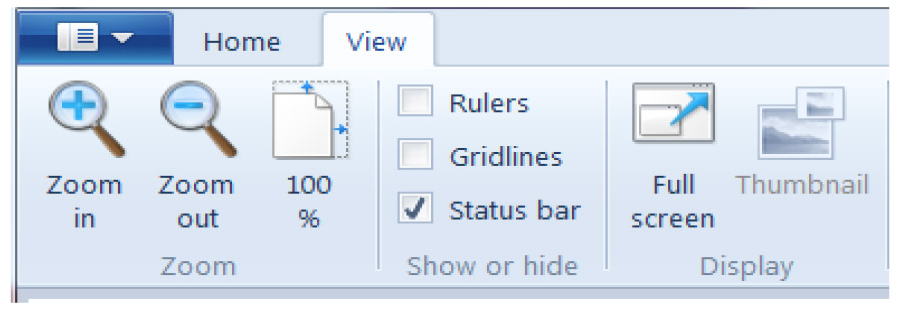 Home
View
Zoom
in
Zoom
out
100
%
Zoom
Rulers
Gridlines
Status bar
Show or hide
Full
screen
Thumbnail
Display